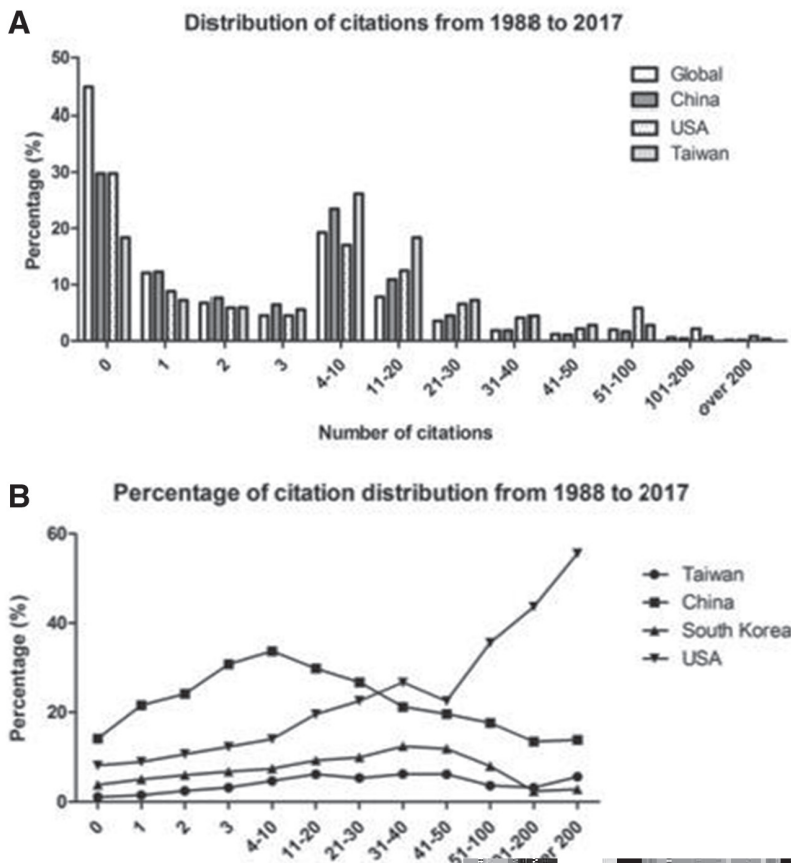 A
Distribution of citations from 1988 to 2017
Percentage (%)
50
40
30
20
10
0
Global
China
USA
Taiwan
0
1
2
3
4-10
11-20
21-30
31-40
41-50
51-100
101-200
over 200
Number of citations
B
Percentage of citation distribution from 1988 to 2017
Percentage (%)
60
40
20
0
Taiwan
China
South Korea
USA
0
1
2
3
4-10
11-20
21-30
31-40
41-50
51-100
200